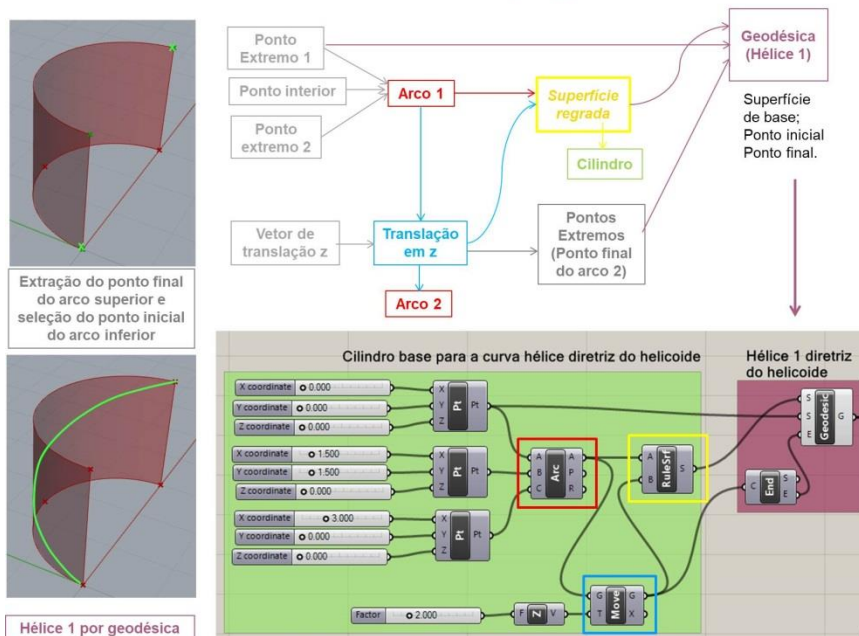 Ponto
Extremo 1
Ponto interior
Ponto
extremo 2
Arco 1
Superfície
regrada
Cilindro
Geodésica
(Hélice 1)
Superfície
de base;
Ponto inicial
Ponto final.
Vetor de
translação z
Translação
em z
Pontos
Extremos
(Ponto final
do arco 2)
Arco 2
Extração do ponto final
do arco superior e
seleção do ponto inicial
do arco inferior
Hélice 1 por geodésica
Cilindro base para a curva hélice diretriz do helicoide
Hélice 1 diretriz
do helicoide
X coordinate 0.000
Y coordinate 0.000
Z coordinate 0.000
X Y Z Pt Pt
X coordinate 1.500
Y coordinate 1.500
Z coordinate 0.000
X Y Z Pt Pt
X coordinate 3.000
Y coordinate 0.000
Z coordinate 0.000
X Y Z Pt Pt
A B C Arc A P R
A B RuleSrf S
S S E Geodesic G
C End S E
Factor 2.000
F Z V
G T Move G X